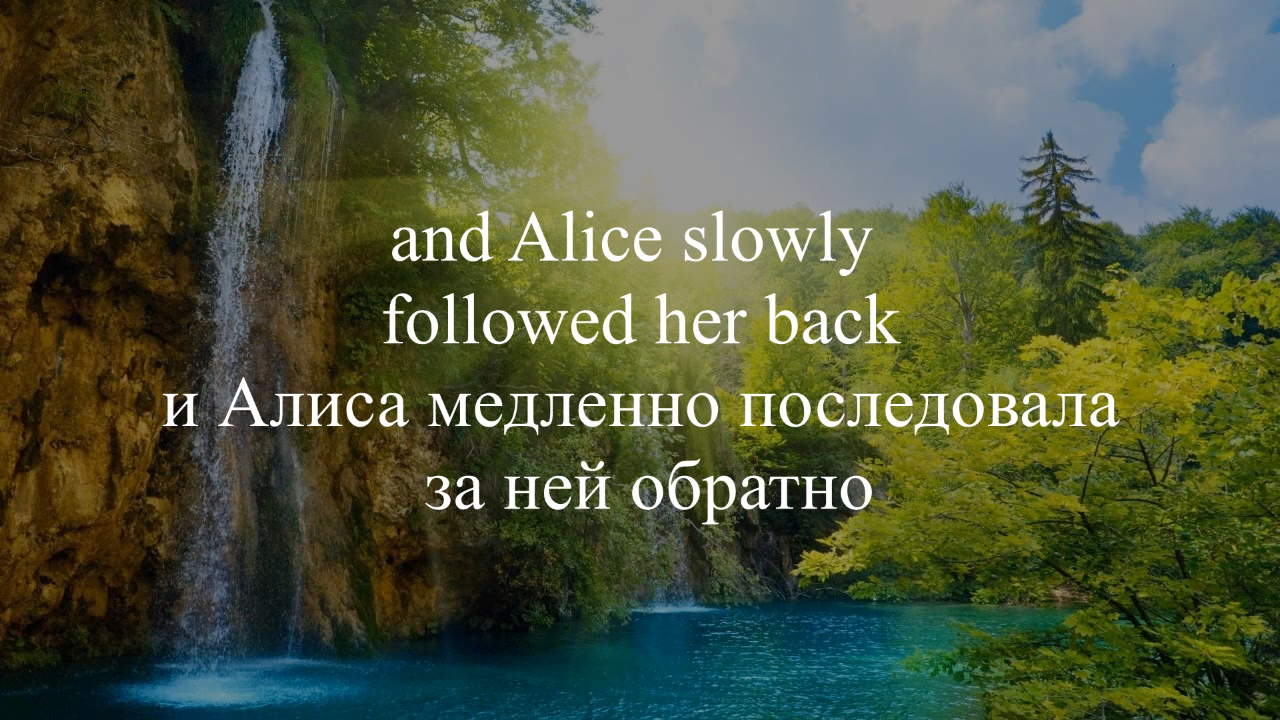 and Alice slowly
followed her back
и Алиса медленно последовала
за ней обратно